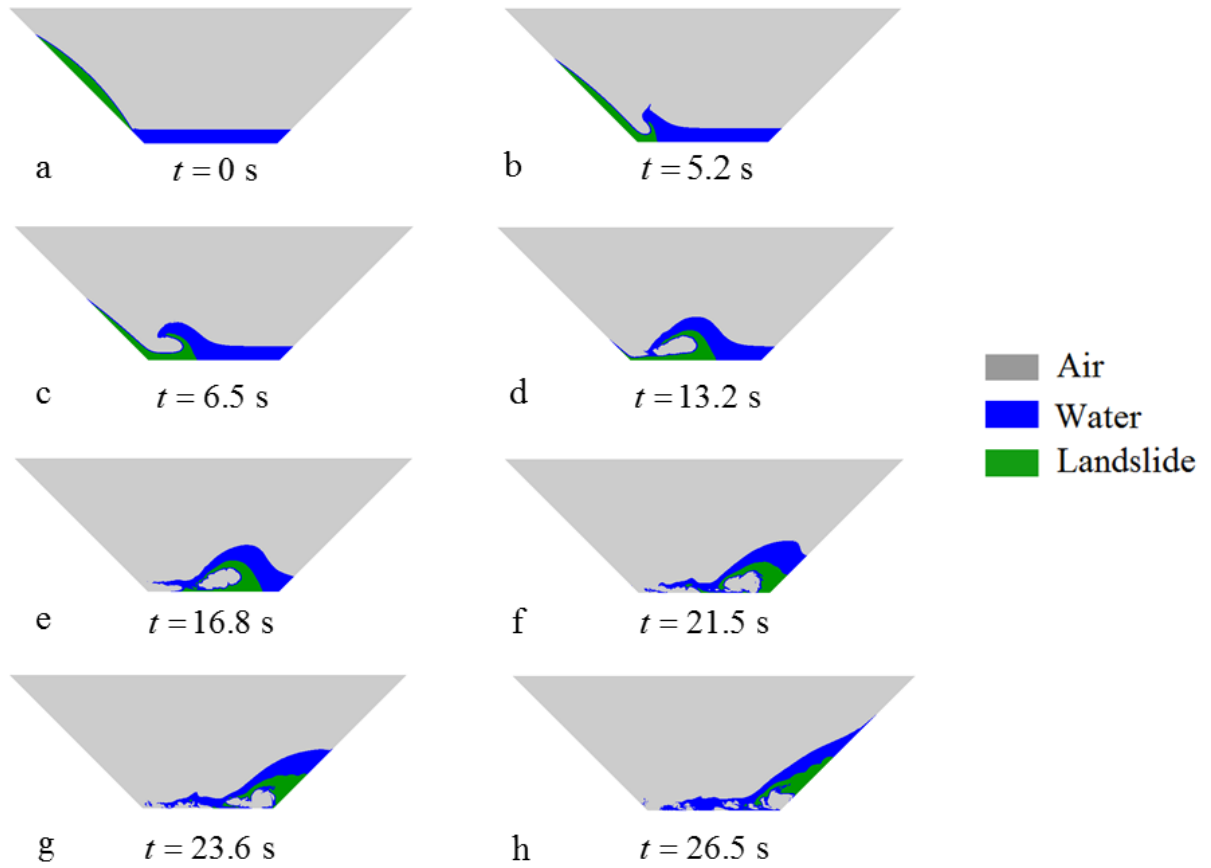 a
t = 0 s
b
t = 5.2 s
c
t = 6.5 s
d
t = 13.2 s
Air
Water
Landslide
e
t = 16.8 s
f
t = 21.5 s
g
t = 23.6 s
h
t = 26.5 s